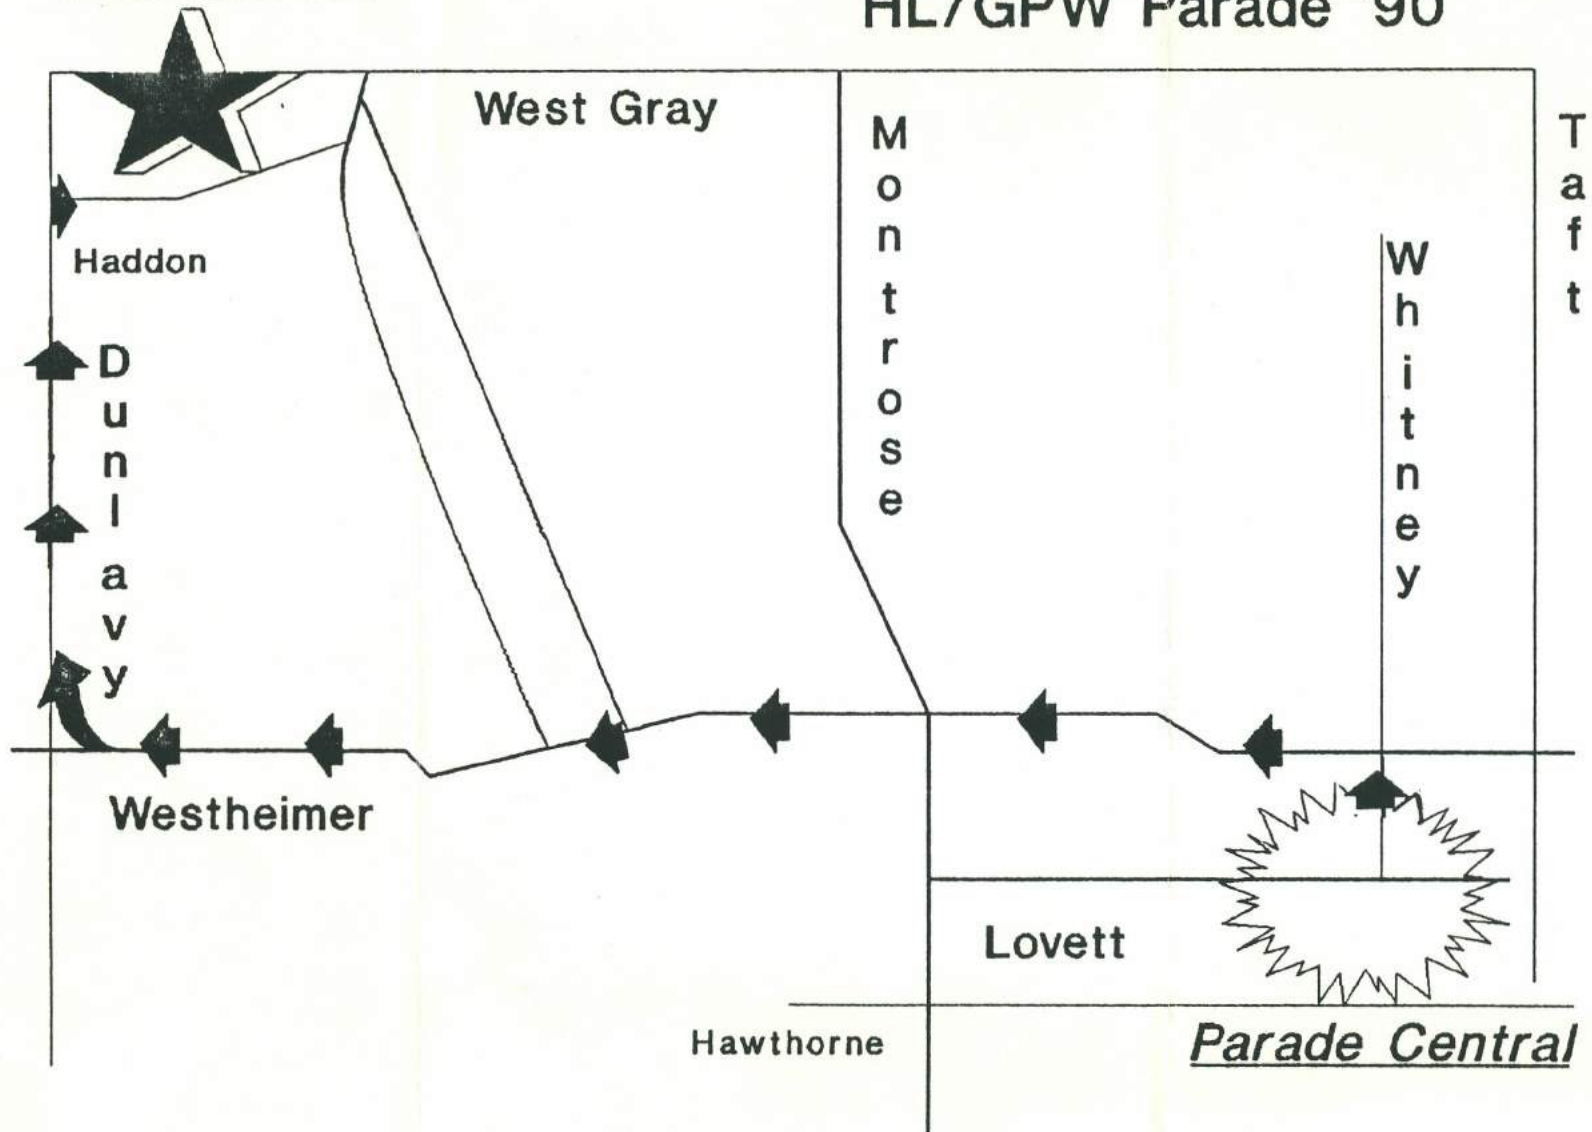 HL/GPW Parade '90
West Gray
Montrose
Taft
Whitney
Haddon
Dunlavy
Westheimer
Lovett
Hawthorne
Parade Central